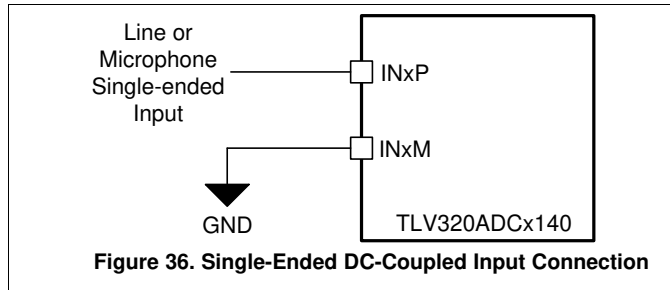 Line or
Microphone
Single-ended
Input
INxP
INxM
GND
TLV320ADCx140
Figure 36. Single-Ended DC-Coupled Input Connection